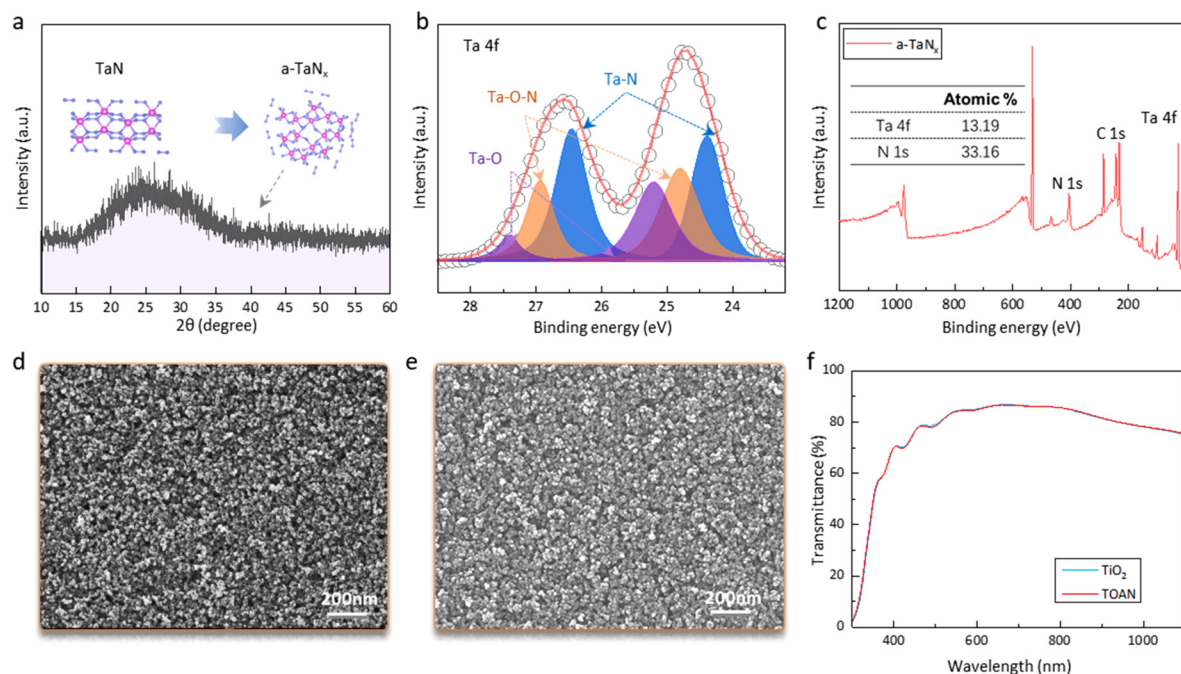 a
TaN
a-TaNₓ
Intensity (a.u.)
10 15 20 25 30 35 40 45 50 55 60
2θ (degree)
b
Ta 4f
Ta-O-N
Ta-N
Ta-O
Intensity (a.u.)
28 27 26 25 24
Binding energy (eV)
c
a-TaNₓ
Atomic %
Ta 4f 13.19
N 1s 33.16
Ta 4f
C 1s
N 1s
Intensity (a.u.)
1200 1000 800 600 400 200
Binding energy (eV)
d
200nm
e
200nm
f
100
80
60
40
20
0
Transmittance (%)
TiO₂
TOAN
400 600 800 1000
Wavelength (nm)